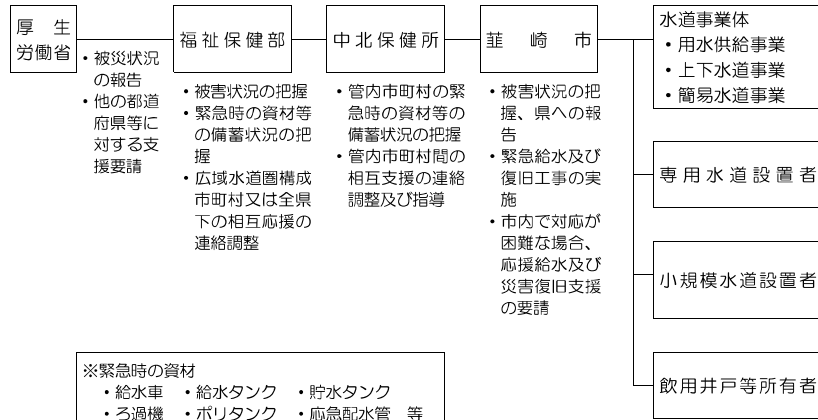 厚生
労働省
・被災状況
の報告
・他の都道
府県等に
対する支
援要請
福祉保健部
・被害状況の把握
・緊急時の資材等
の備蓄状況の把
握
・広域水道圏構成
市町村又は全県
下の相互応援の
連絡調整
中北保健所
・管内市町村の緊
急時の資材等の
備蓄状況の把握
・管内市町村間の
相互支援の連絡
調整及び指導
韮崎市
・被害状況の把
握、県への報
告
・緊急給水及び
復旧工事の実
施
・市内で対応が
困難な場合、
応援給水及び
災害復旧支援
の要請
水道事業体
・用水供給事業
・上下水道事業
・簡易水道事業
専用水道設置者
小規模水道設置者
飲用井戸等所有者
※緊急時の資材
・給水車 ・給水タンク ・貯水タンク
・ろ過機 ・ポリタンク ・応急配水管 等